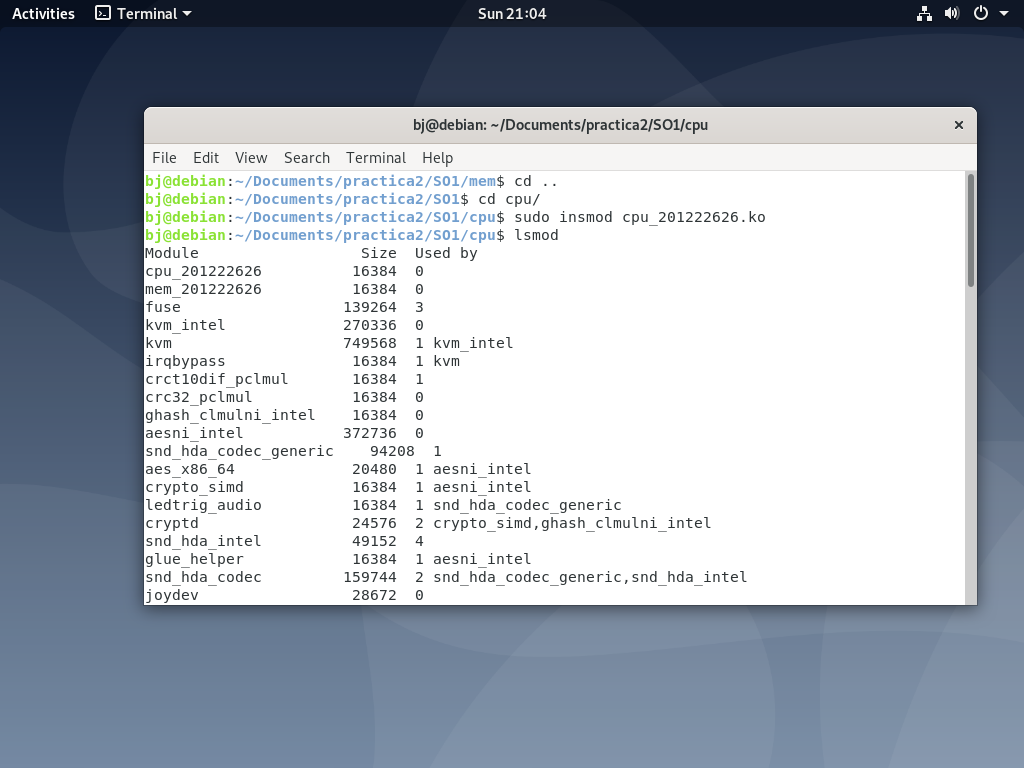 Activities Terminal Sun 21:04
bj@debian: ~/Documents/practica2/SO1/cpu ×
File Edit View Search Terminal Help
bj@debian:~/Documents/practica2/SO1/mem$ cd ..
bj@debian:~/Documents/practica2/SO1$ cd cpu/
bj@debian:~/Documents/practica2/SO1/cpu$ sudo insmod cpu_201222626.ko
bj@debian:~/Documents/practica2/SO1/cpu$ lsmod
Module                  Size  Used by
cpu_201222626          16384  0
mem_201222626          16384  0
fuse                  139264  3
kvm_intel             270336  0
kvm                   749568  1 kvm_intel
irqbypass              16384  1 kvm
crct10dif_pclmul       16384  1
crc32_pclmul           16384  0
ghash_clmulni_intel    16384  0
aesni_intel           372736  0
snd_hda_codec_generic    94208  1
aes_x86_64             20480  1 aesni_intel
crypto_simd            16384  1 aesni_intel
ledtrig_audio          16384  1 snd_hda_codec_generic
cryptd                 24576  2 crypto_simd,ghash_clmulni_intel
snd_hda_intel          49152  4
glue_helper            16384  1 aesni_intel
snd_hda_codec         159744  2 snd_hda_codec_generic,snd_hda_intel
joydev                 28672  0